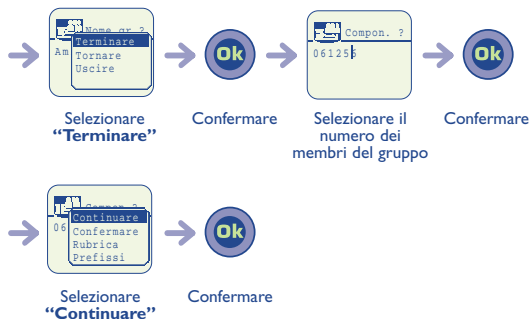 Nome gr ?
Am
Terminare
Tornare
Uscire
Ok
Compon. ?
061256
Ok
Selezionare
“Terminare”
Confermare
Selezionare il
numero dei
membri del gruppo
Confermare
Compon ?
06
Continuare
Confermare
Rubrica
Prefissi
Ok
Selezionare
“Continuare”
Confermare